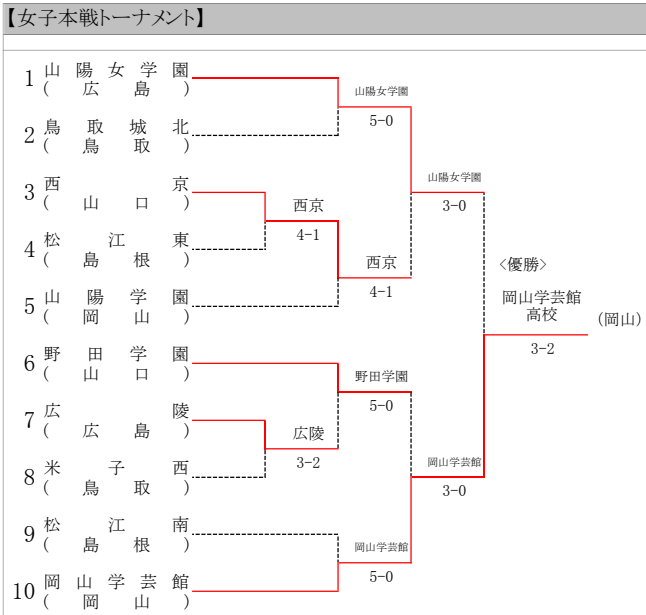 【女子本戦トーナメント】
1 山陽女学園
(広島)
2 鳥取城北
(鳥取)
3 西京
(山口)
4 松江東
(島根)
5 山陽学園
(岡山)
6 野田学園
(山口)
7 広陵
(広島)
8 米子西
(鳥取)
9 松江南
(島根)
10 岡山学芸館
(岡山)
西京
4-1
広陵
3-2
山陽女学園
5-0
西京
4-1
野田学園
5-0
岡山学芸館
5-0
山陽女学園
3-0
岡山学芸館
3-0
<優勝>
岡山学芸館
高校
(岡山)
3-2